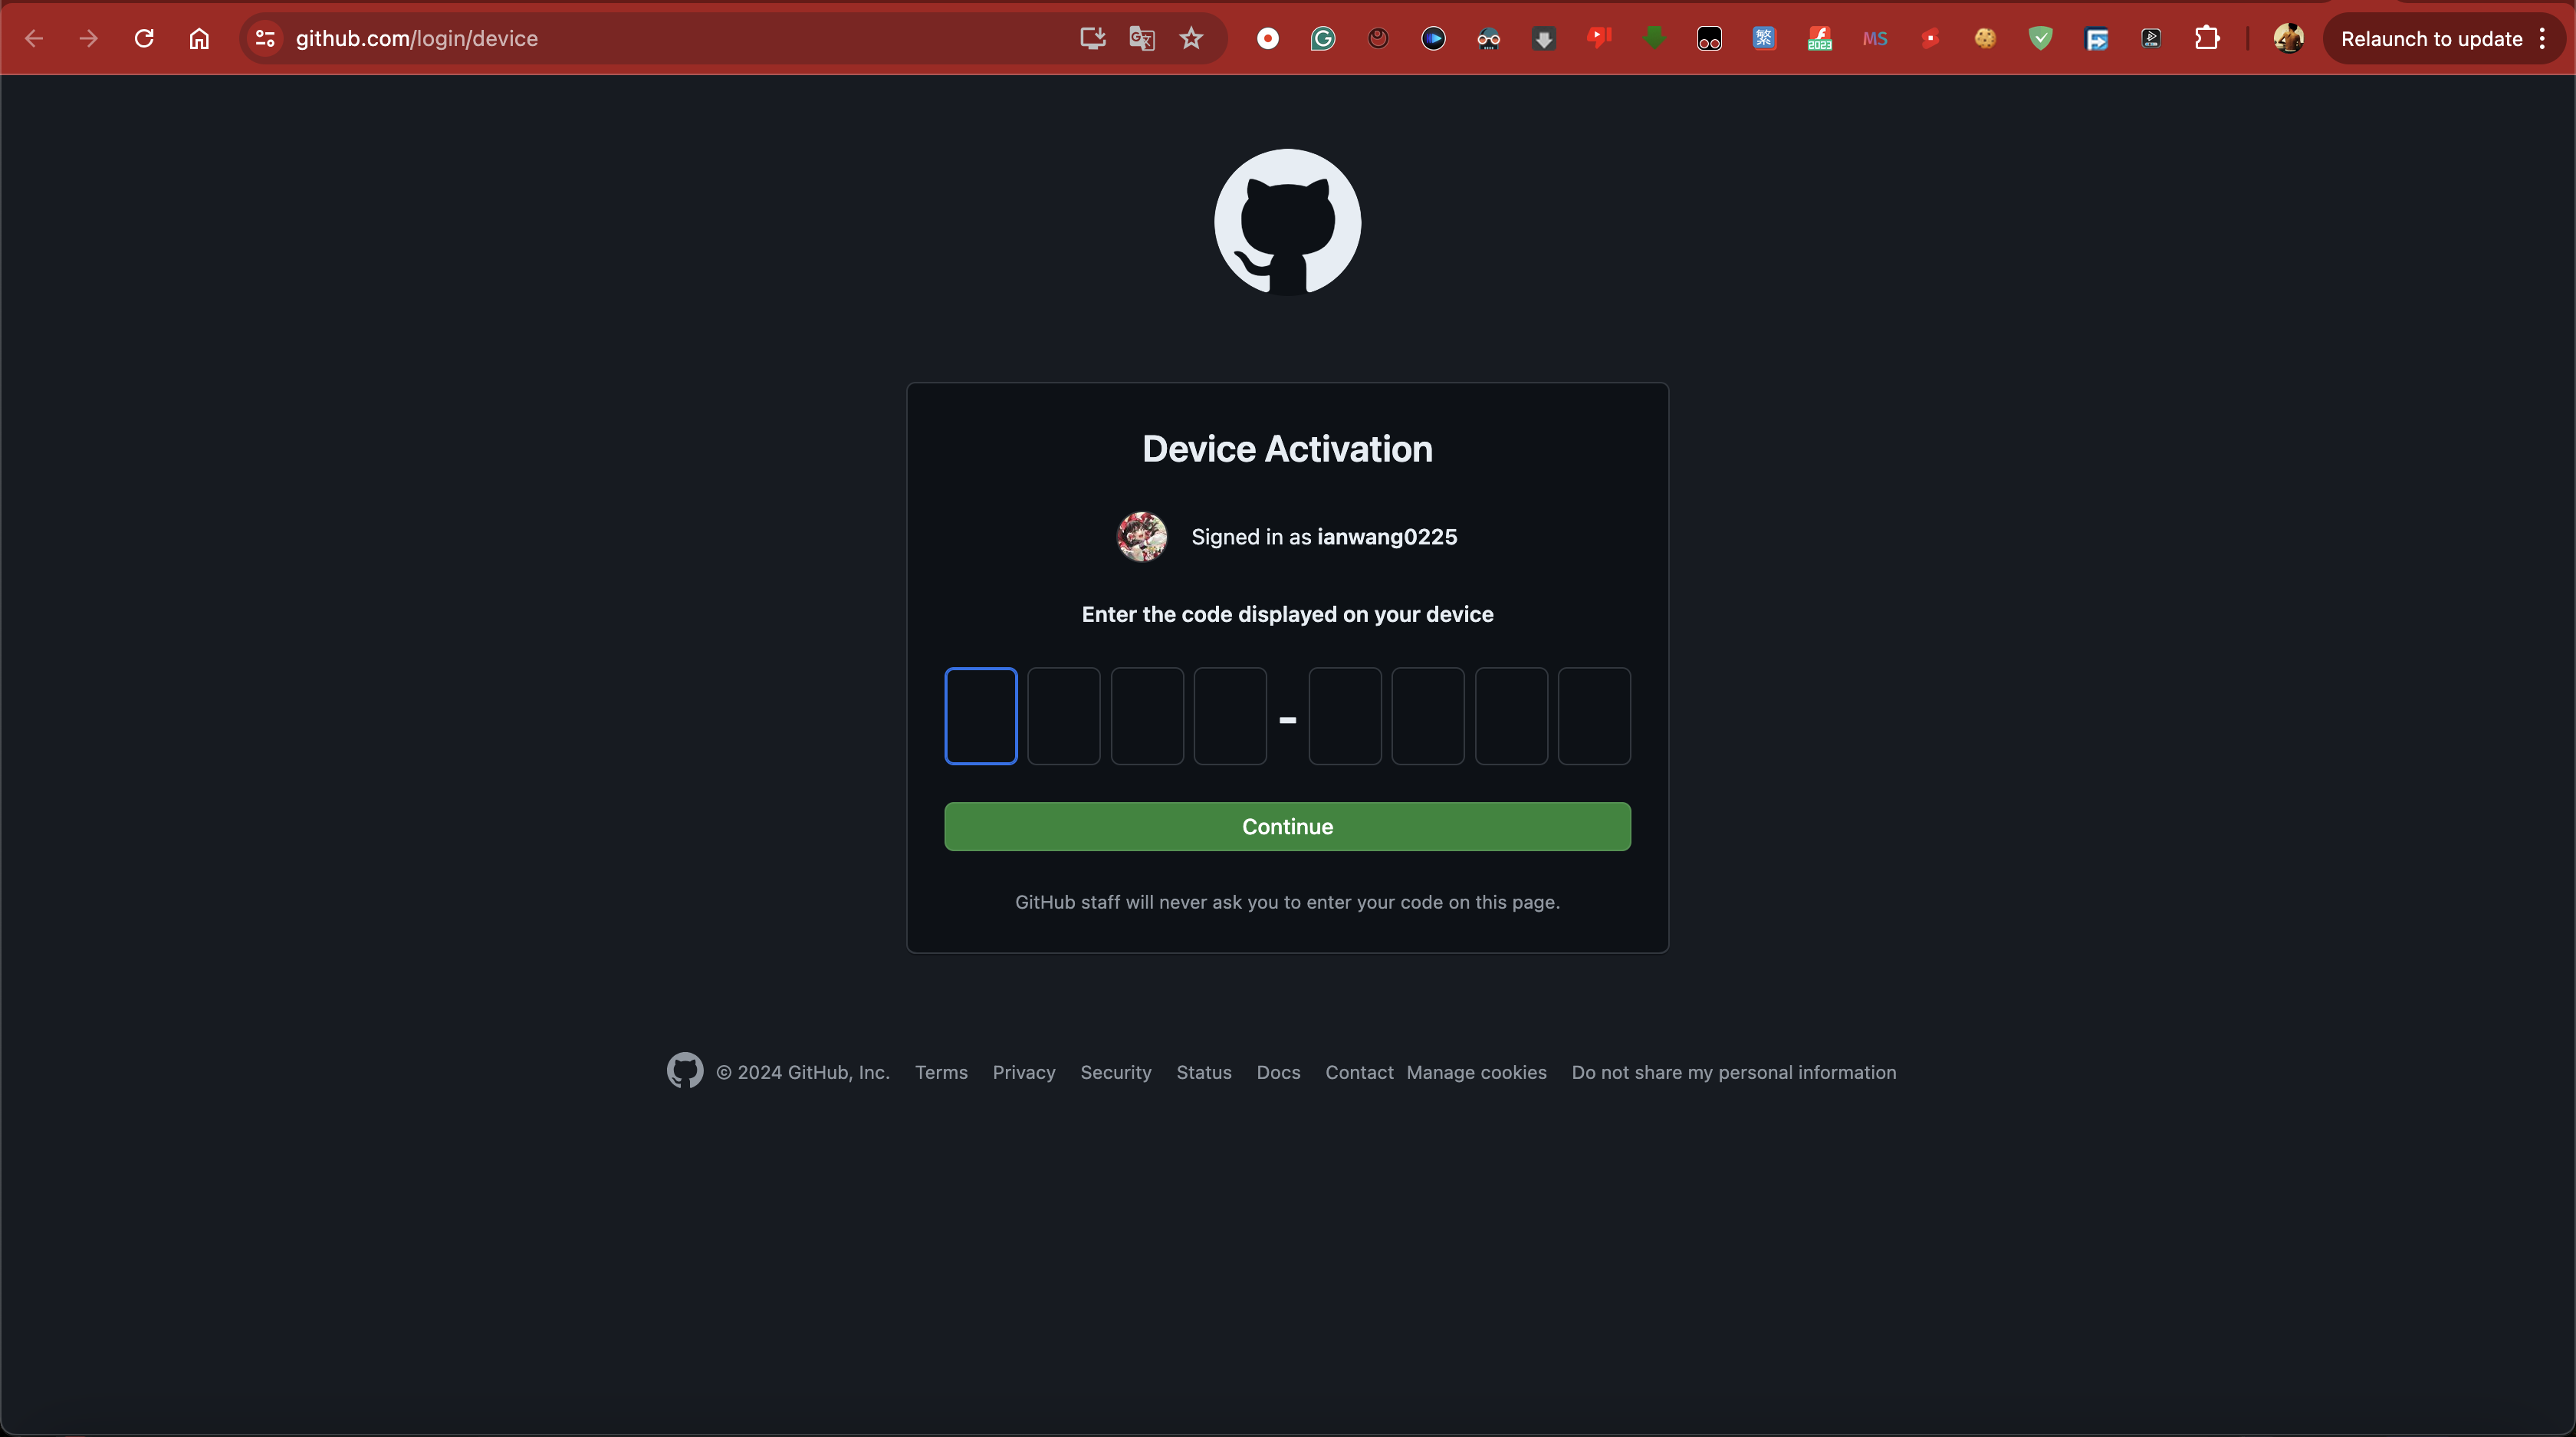 github.com/login/device
繁
2023
MS
Relaunch to update
Device Activation
Signed in as ianwang0225
Enter the code displayed on your device
-
Continue
GitHub staff will never ask you to enter your code on this page.
© 2024 GitHub, Inc. Terms Privacy Security Status Docs Contact Manage cookies Do not share my personal information